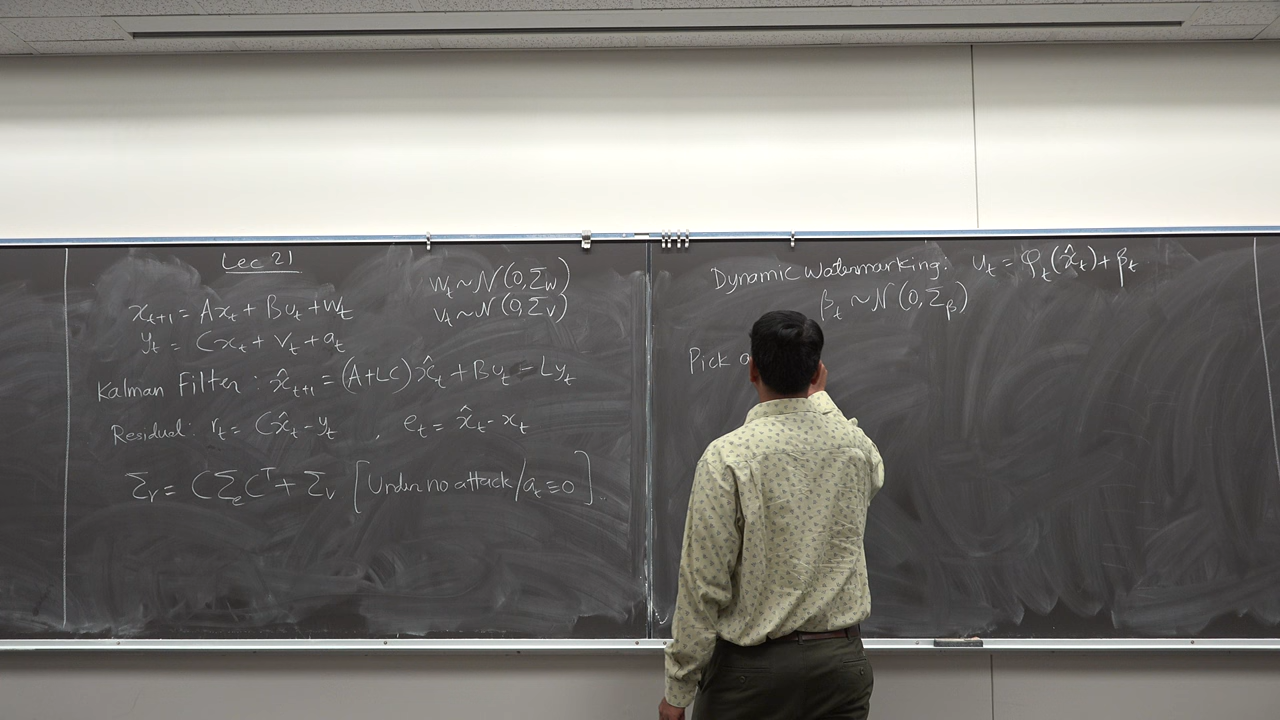 Lec 21
x_{t+1} = Ax_t + Bu_t + w_t
w_t ~ N(0, Σ_w)
v_t ~ N(0, Σ_v)
y_t = Cx_t + v_t + a_t
Kalman Filter : x̂_{t+1} = (A+LC) x̂_t + Bu_t - Ly_t
Residual: r_t = Cx̂_t - y_t , e_t = x̂_t - x_t
Σ_r = CΣ_eC^T + Σ_v [Under no attack/a_t ≡ 0]..
Dynamic Watermarking: u_t = φ_t(x̂_t) + β_t
β_t ~ N(0, Σ_β)
Pick a